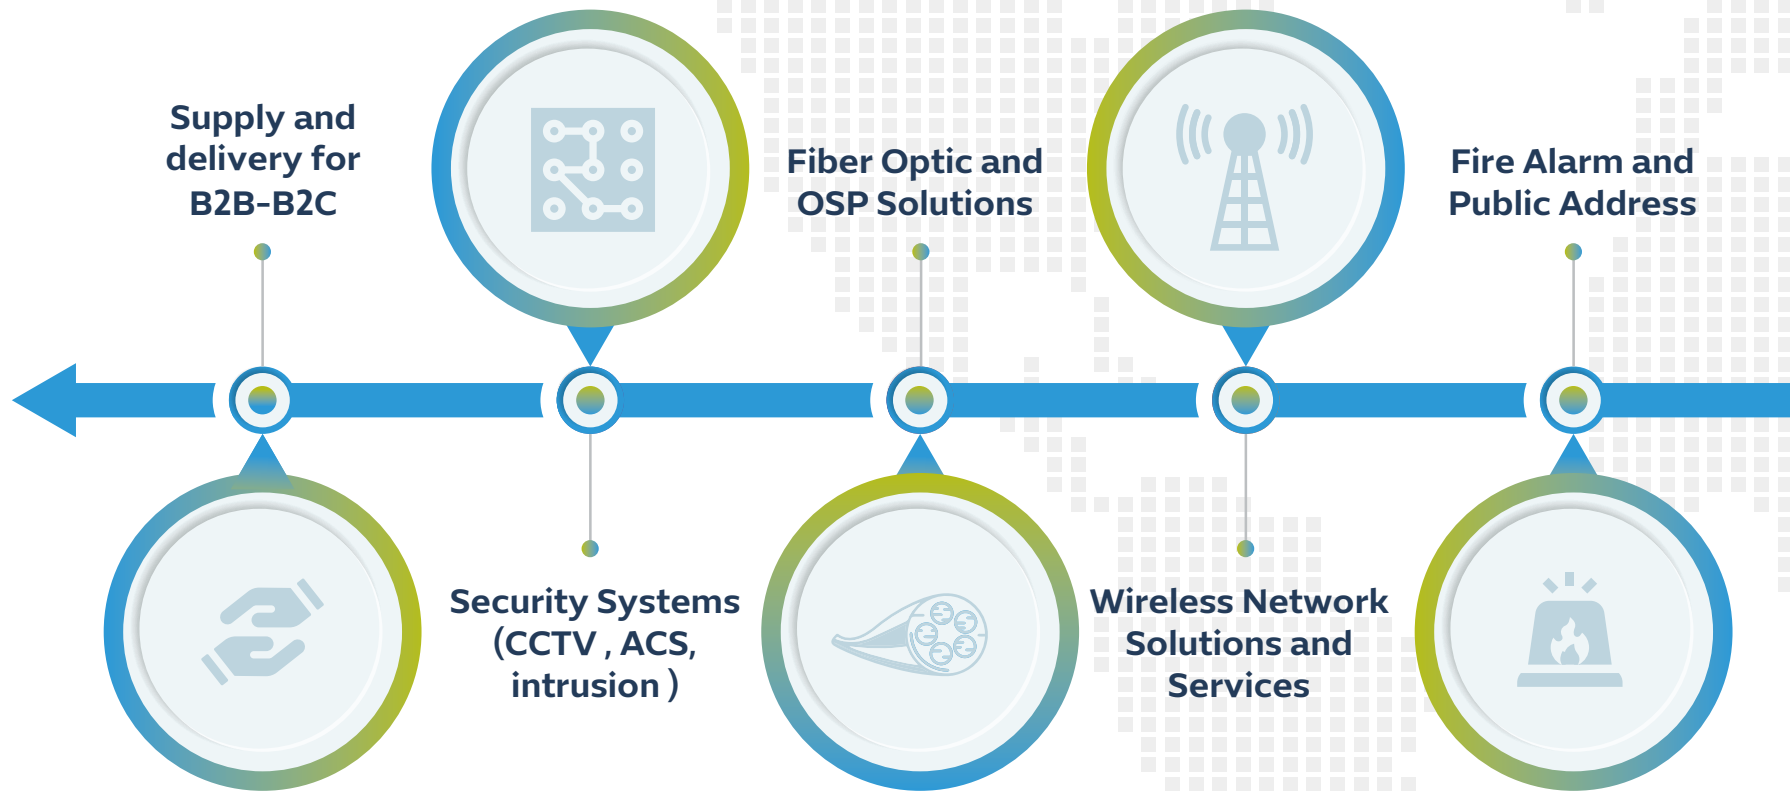 Supply and
delivery for
B2B-B2C
Security Systems
(CCTV , ACS,
intrusion )
Fiber Optic and
OSP Solutions
Wireless Network
Solutions and
Services
Fire Alarm and
Public Address